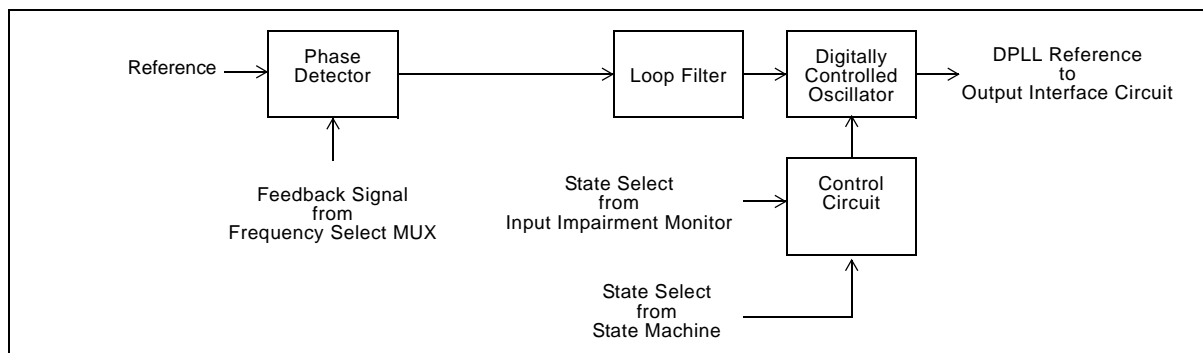 Reference
Phase
Detector
Loop Filter
Digitally
Controlled
Oscillator
DPLL Reference
to
Output Interface Circuit
Feedback Signal
from
Frequency Select MUX
State Select
from
Input Impairment Monitor
Control
Circuit
State Select
from
State Machine